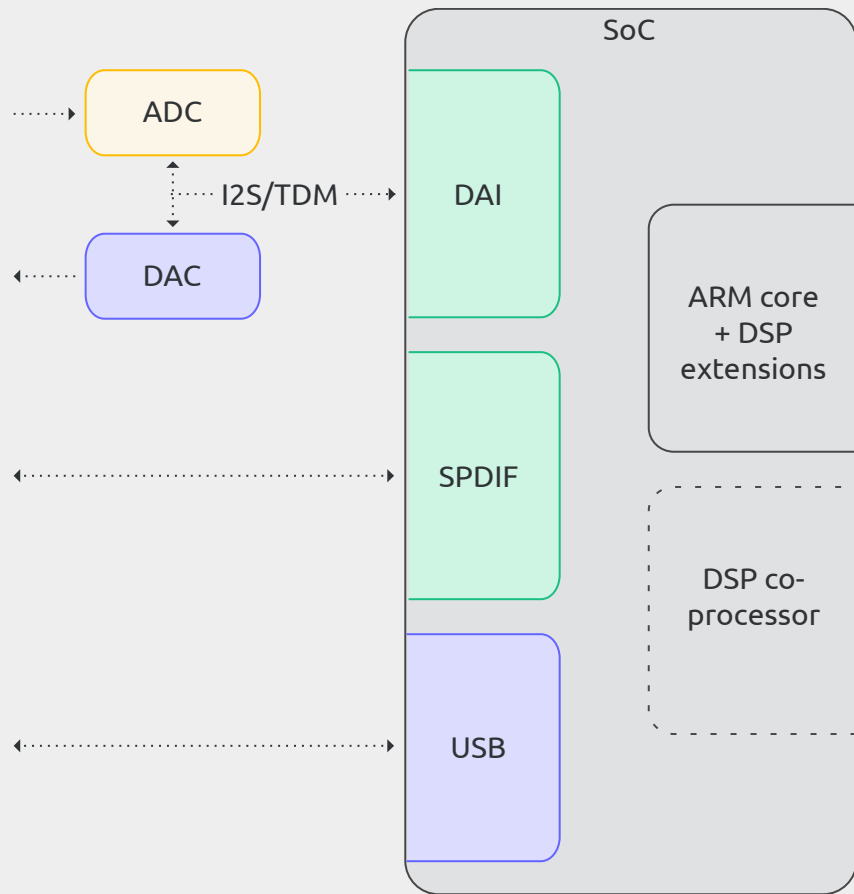 SoC
ADC
I2S/TDM
DAI
DAC
ARM core
+ DSP
extensions
SPDIF
DSP co-
processor
USB